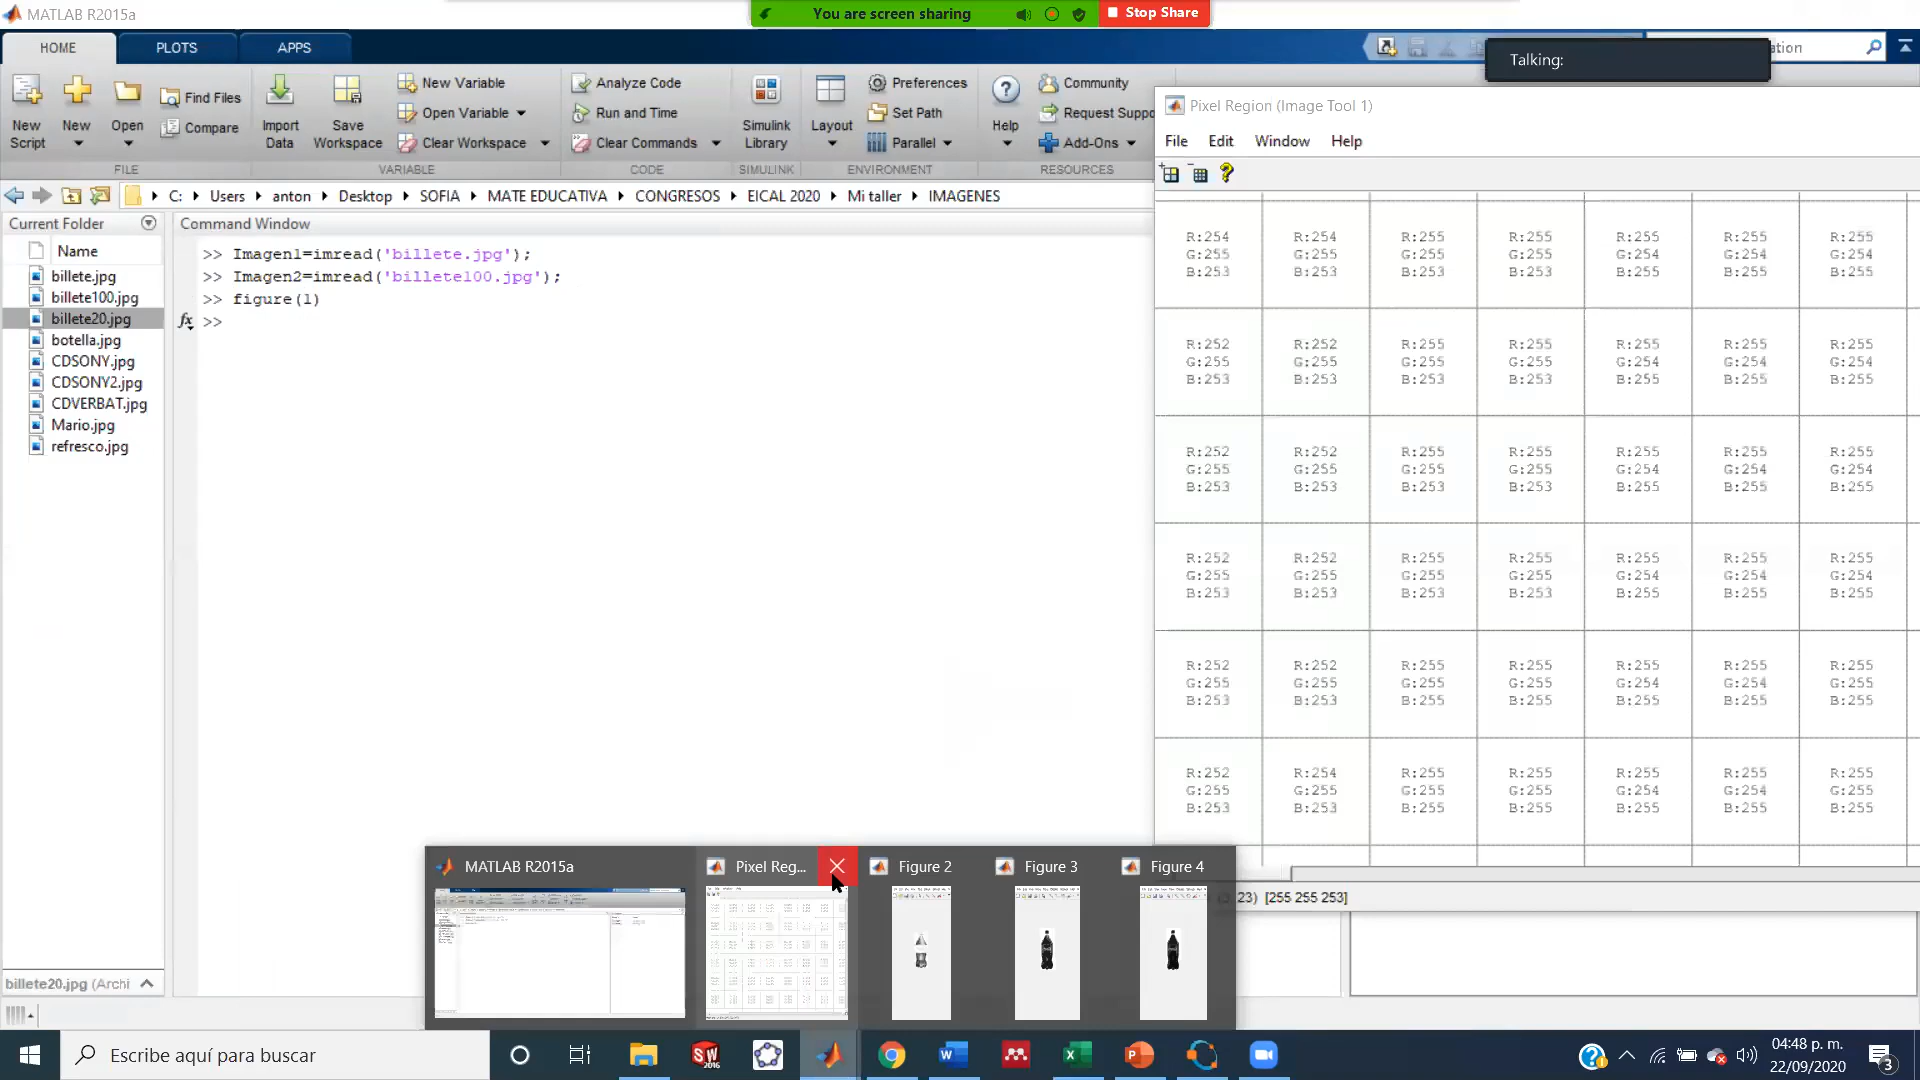 MATLAB R2015a
You are screen sharing
Stop Share
HOME
PLOTS
APPS
Talking:
New Script
New
Open
Find Files
Compare
Import Data
Save Workspace
New Variable
Open Variable
Clear Workspace
Analyze Code
Run and Time
Clear Commands
Simulink Library
Layout
Preferences
Set Path
Parallel
Help
Community
Request Suppo
Add-Ons
FILE
VARIABLE
CODE
SIMULINK
ENVIRONMENT
RESOURCES
C: Users anton Desktop SOFIA MATE EDUCATIVA CONGRESOS EICAL 2020 Mi taller IMAGENES
Current Folder
Name
billete.jpg
billete100.jpg
billete20.jpg
botella.jpg
CDSONY.jpg
CDSONY2.jpg
CDVERBAT.jpg
Mario.jpg
refresco.jpg
billete20.jpg (Archi
Command Window
>> Imagen1=imread('billete.jpg');
>> Imagen2=imread('billete100.jpg');
>> figure(1)
fx >>
Pixel Region (Image Tool 1)
File Edit Window Help
R:254 R:254 R:255 R:255 R:255 R:255 R:255
G:255 G:255 G:255 G:255 G:254 G:254 G:254
B:253 B:253 B:253 B:253 B:255 B:255 B:255
R:252 R:252 R:255 R:255 R:255 R:255 R:255
G:255 G:255 G:255 G:255 G:254 G:254 G:254
B:253 B:253 B:253 B:253 B:255 B:255 B:255
R:252 R:252 R:255 R:255 R:255 R:255 R:255
G:255 G:255 G:255 G:255 G:254 G:254 G:254
B:253 B:253 B:253 B:253 B:255 B:255 B:255
R:252 R:252 R:255 R:255 R:255 R:255 R:255
G:255 G:255 G:255 G:255 G:254 G:254 G:254
B:253 B:253 B:253 B:253 B:255 B:255 B:255
R:252 R:252 R:255 R:255 R:255 R:255 R:255
G:255 G:255 G:255 G:255 G:254 G:254 G:254
B:253 B:253 B:255 B:255 B:255 B:255 B:255
R:252 R:254 R:255 R:255 R:255 R:255 R:255
G:255 G:255 G:255 G:255 G:254 G:254 G:254
B:253 B:253 B:255 B:255 B:255 B:255 B:255
23) [255 255 253]
MATLAB R2015a
Pixel Reg...
Figure 2
Figure 3
Figure 4
Escribe aquí para buscar
04:48 p. m.
22/09/2020
3